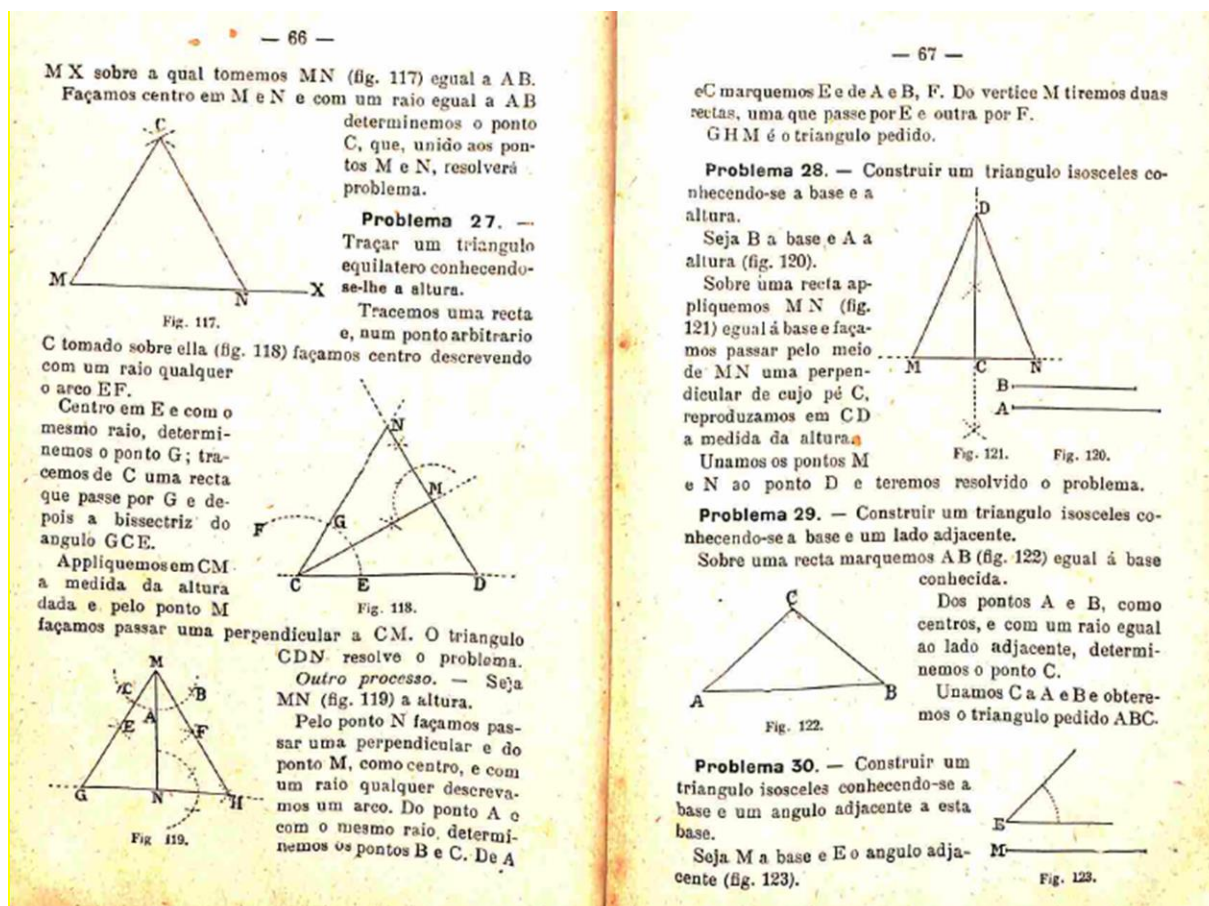 — 66 —
M X sobre a qual tomemos MN (fig. 117) egual a AB.
Façamos centro em M e N e com um raio egual a AB
determinemos o ponto
C, que, unido aos pon-
tos M e N, resolverá
problema.
C
M
N
X
Fig. 117.
Problema 27. —
Traçar um triangulo
equilatero conhecendo-
se-lhe a altura.
Tracemos uma recta
e, num ponto arbitrario
C tomado sobre ella (fig. 118) façamos centro descrevendo
com um raio qualquer
o arco EF.
Centro em E e com o
mesmo raio, determi-
nemos o ponto G; tra-
cemos de C uma recta
que passe por G e de-
pois a bissectriz do
angulo GCE.
Appliquemos em CM
a medida da altura
dada e pelo ponto M
N
M
F
G
C
E
D
Fig. 118.
façamos passar uma perpendicular a CM. O triangulo
CDN resolve o problema.
Outro processo. — Seja
MN (fig. 119) a altura.
Pelo ponto N façamos pas-
sar uma perpendicular e do
ponto M, como centro, e com
um raio qualquer descreva-
mos um arco. Do ponto A e
com o mesmo raio, determi-
nemos os pontos B e C. De A
M
C
B
A
E
F
G
N
H
Fig 119.
— 67 —
eC marquemos E e de A e B, F. Do vertice M tiremos duas
rectas, uma que passe por E e outra por F.
G H M é o triangulo pedido.
Problema 28. — Construir um triangulo isosceles co-
nhecendo-se a base e a
altura.
Seja B a base e A a
altura (fig. 120).
Sobre uma recta ap-
pliquemos M N (fig.
121) egual á base e faça-
mos passar pelo meio
de MN uma perpen-
dicular de cujo pé C,
reproduzamos em CD
a medida da altura.
Unamos os pontos M
D
M
C
N
B
A
Fig. 121.
Fig. 120.
e N ao ponto D e teremos resolvido o problema.
Problema 29. — Construir um triangulo isosceles co-
nhecendo-se a base e um lado adjacente.
Sobre uma recta marquemos AB (fig. 122) egual á base
conhecida.
Dos pontos A e B, como
centros, e com um raio egual
ao lado adjacente, determi-
nemos o ponto C.
Unamos C a A e B e obtere-
mos o triangulo pedido ABC.
C
A
B
Fig. 122.
Problema 30. — Construir um
triangulo isosceles conhecendo-se a
base e um angulo adjacente a esta
base.
Seja M a base e E o angulo adja-
cente (fig. 123).
E
M
Fig. 123.